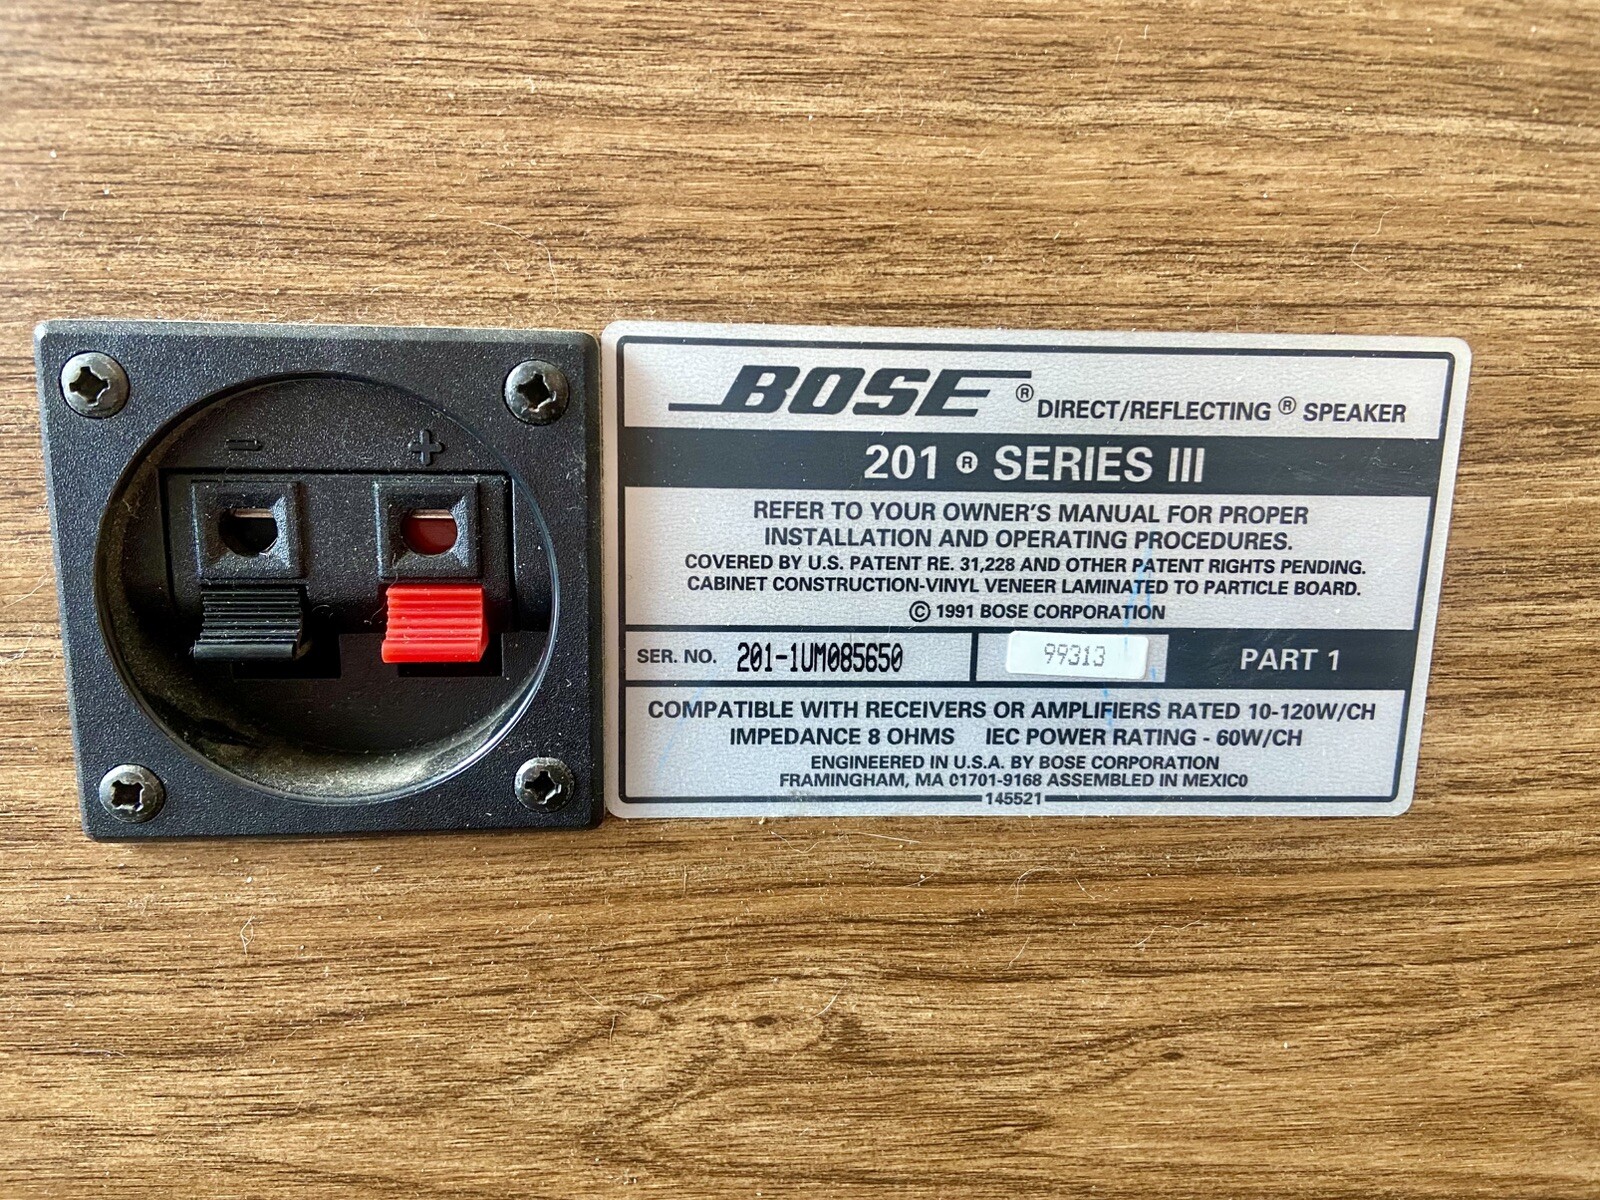 - +
BOSE ® DIRECT/REFLECTING ® SPEAKER
201 ® SERIES III
REFER TO YOUR OWNER'S MANUAL FOR PROPER
INSTALLATION AND OPERATING PROCEDURES.
COVERED BY U.S. PATENT RE. 31,228 AND OTHER PATENT RIGHTS PENDING.
CABINET CONSTRUCTION-VINYL VENEER LAMINATED TO PARTICLE BOARD.
© 1991 BOSE CORPORATION
SER. NO. 201-1UM085650 99313 PART 1
COMPATIBLE WITH RECEIVERS OR AMPLIFIERS RATED 10-120W/CH
IMPEDANCE 8 OHMS IEC POWER RATING - 60W/CH
ENGINEERED IN U.S.A. BY BOSE CORPORATION
FRAMINGHAM, MA 01701-9168 ASSEMBLED IN MEXICO
145521